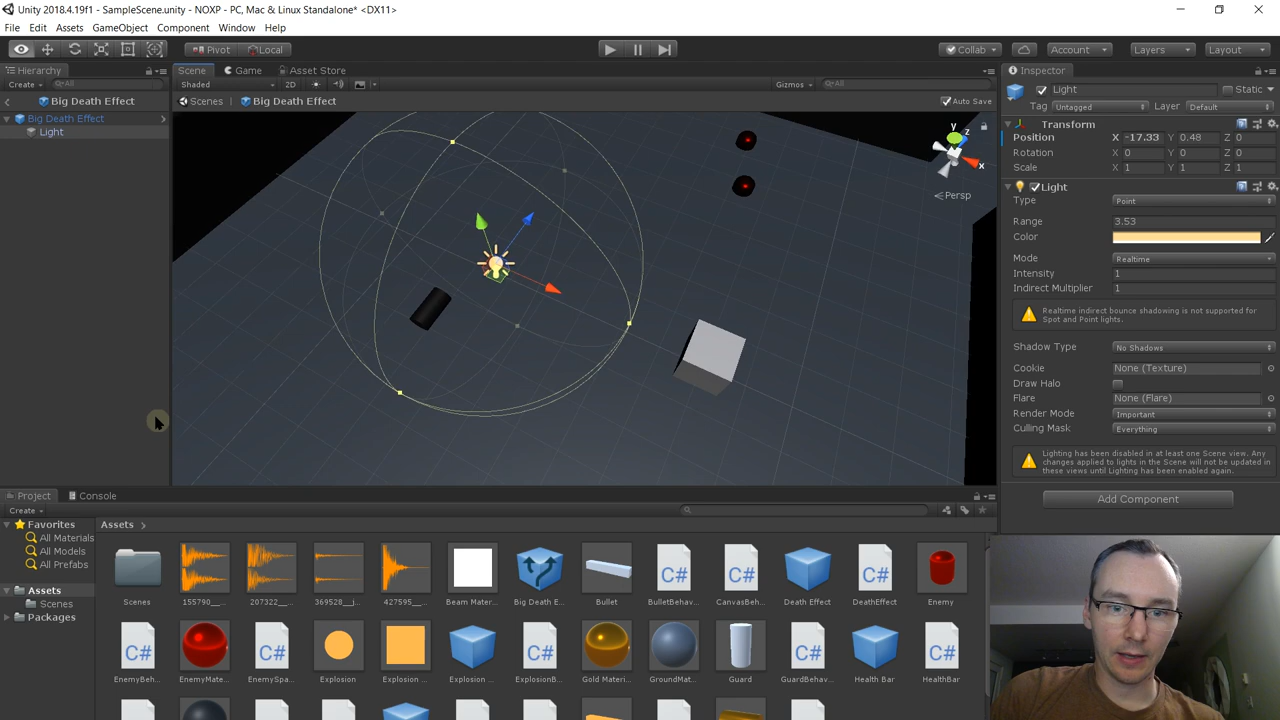 Unity 2018.4.19f1 - SampleScene.unity - NOXP - PC, Mac & Linux Standalone* <DX11>
File Edit Assets GameObject Component Window Help
Pivot Local Collab Account Layers Layout
Hierarchy Scene Game Asset Store Inspector
Create All Shaded 2D Gizmos All Light Static
Big Death Effect Scenes Big Death Effect Auto Save Tag Untagged Layer Default
Big Death Effect
Light
y
z
x
Persp
Transform
Position X -17.33 Y 0.48 Z 0
Rotation X 0 Y 0 Z 0
Scale X 1 Y 1 Z 1
Light
Type Point
Range 3.53
Color
Mode Realtime
Intensity 1
Indirect Multiplier 1
Realtime indirect bounce shadowing is not supported for
Spot and Point lights.
Shadow Type No Shadows
Cookie None (Texture)
Draw Halo
Flare None (Flare)
Render Mode Important
Culling Mask Everything
Lighting has been disabled in at least one Scene view. Any
changes applied to lights in the Scene will not be updated in
these views until Lighting has been enabled again.
Add Component
Project Console
Create
Favorites
All Materials
All Models
All Prefabs
Assets
Scenes
Packages
Assets
C# C# C#
Scenes 155790__... 207322__... 369528__j... 427595__... Beam Mater... Big Death E... Bullet BulletBehav... CanvasBeh... Death Effect DeathEffect Enemy
C# C# C# C# C#
EnemyBeh... EnemyMate... EnemySpa... Explosion Explosion ... Explosion ... ExplosionB... Gold Materi... GroundMat... Guard GuardBehav... Health Bar HealthBar